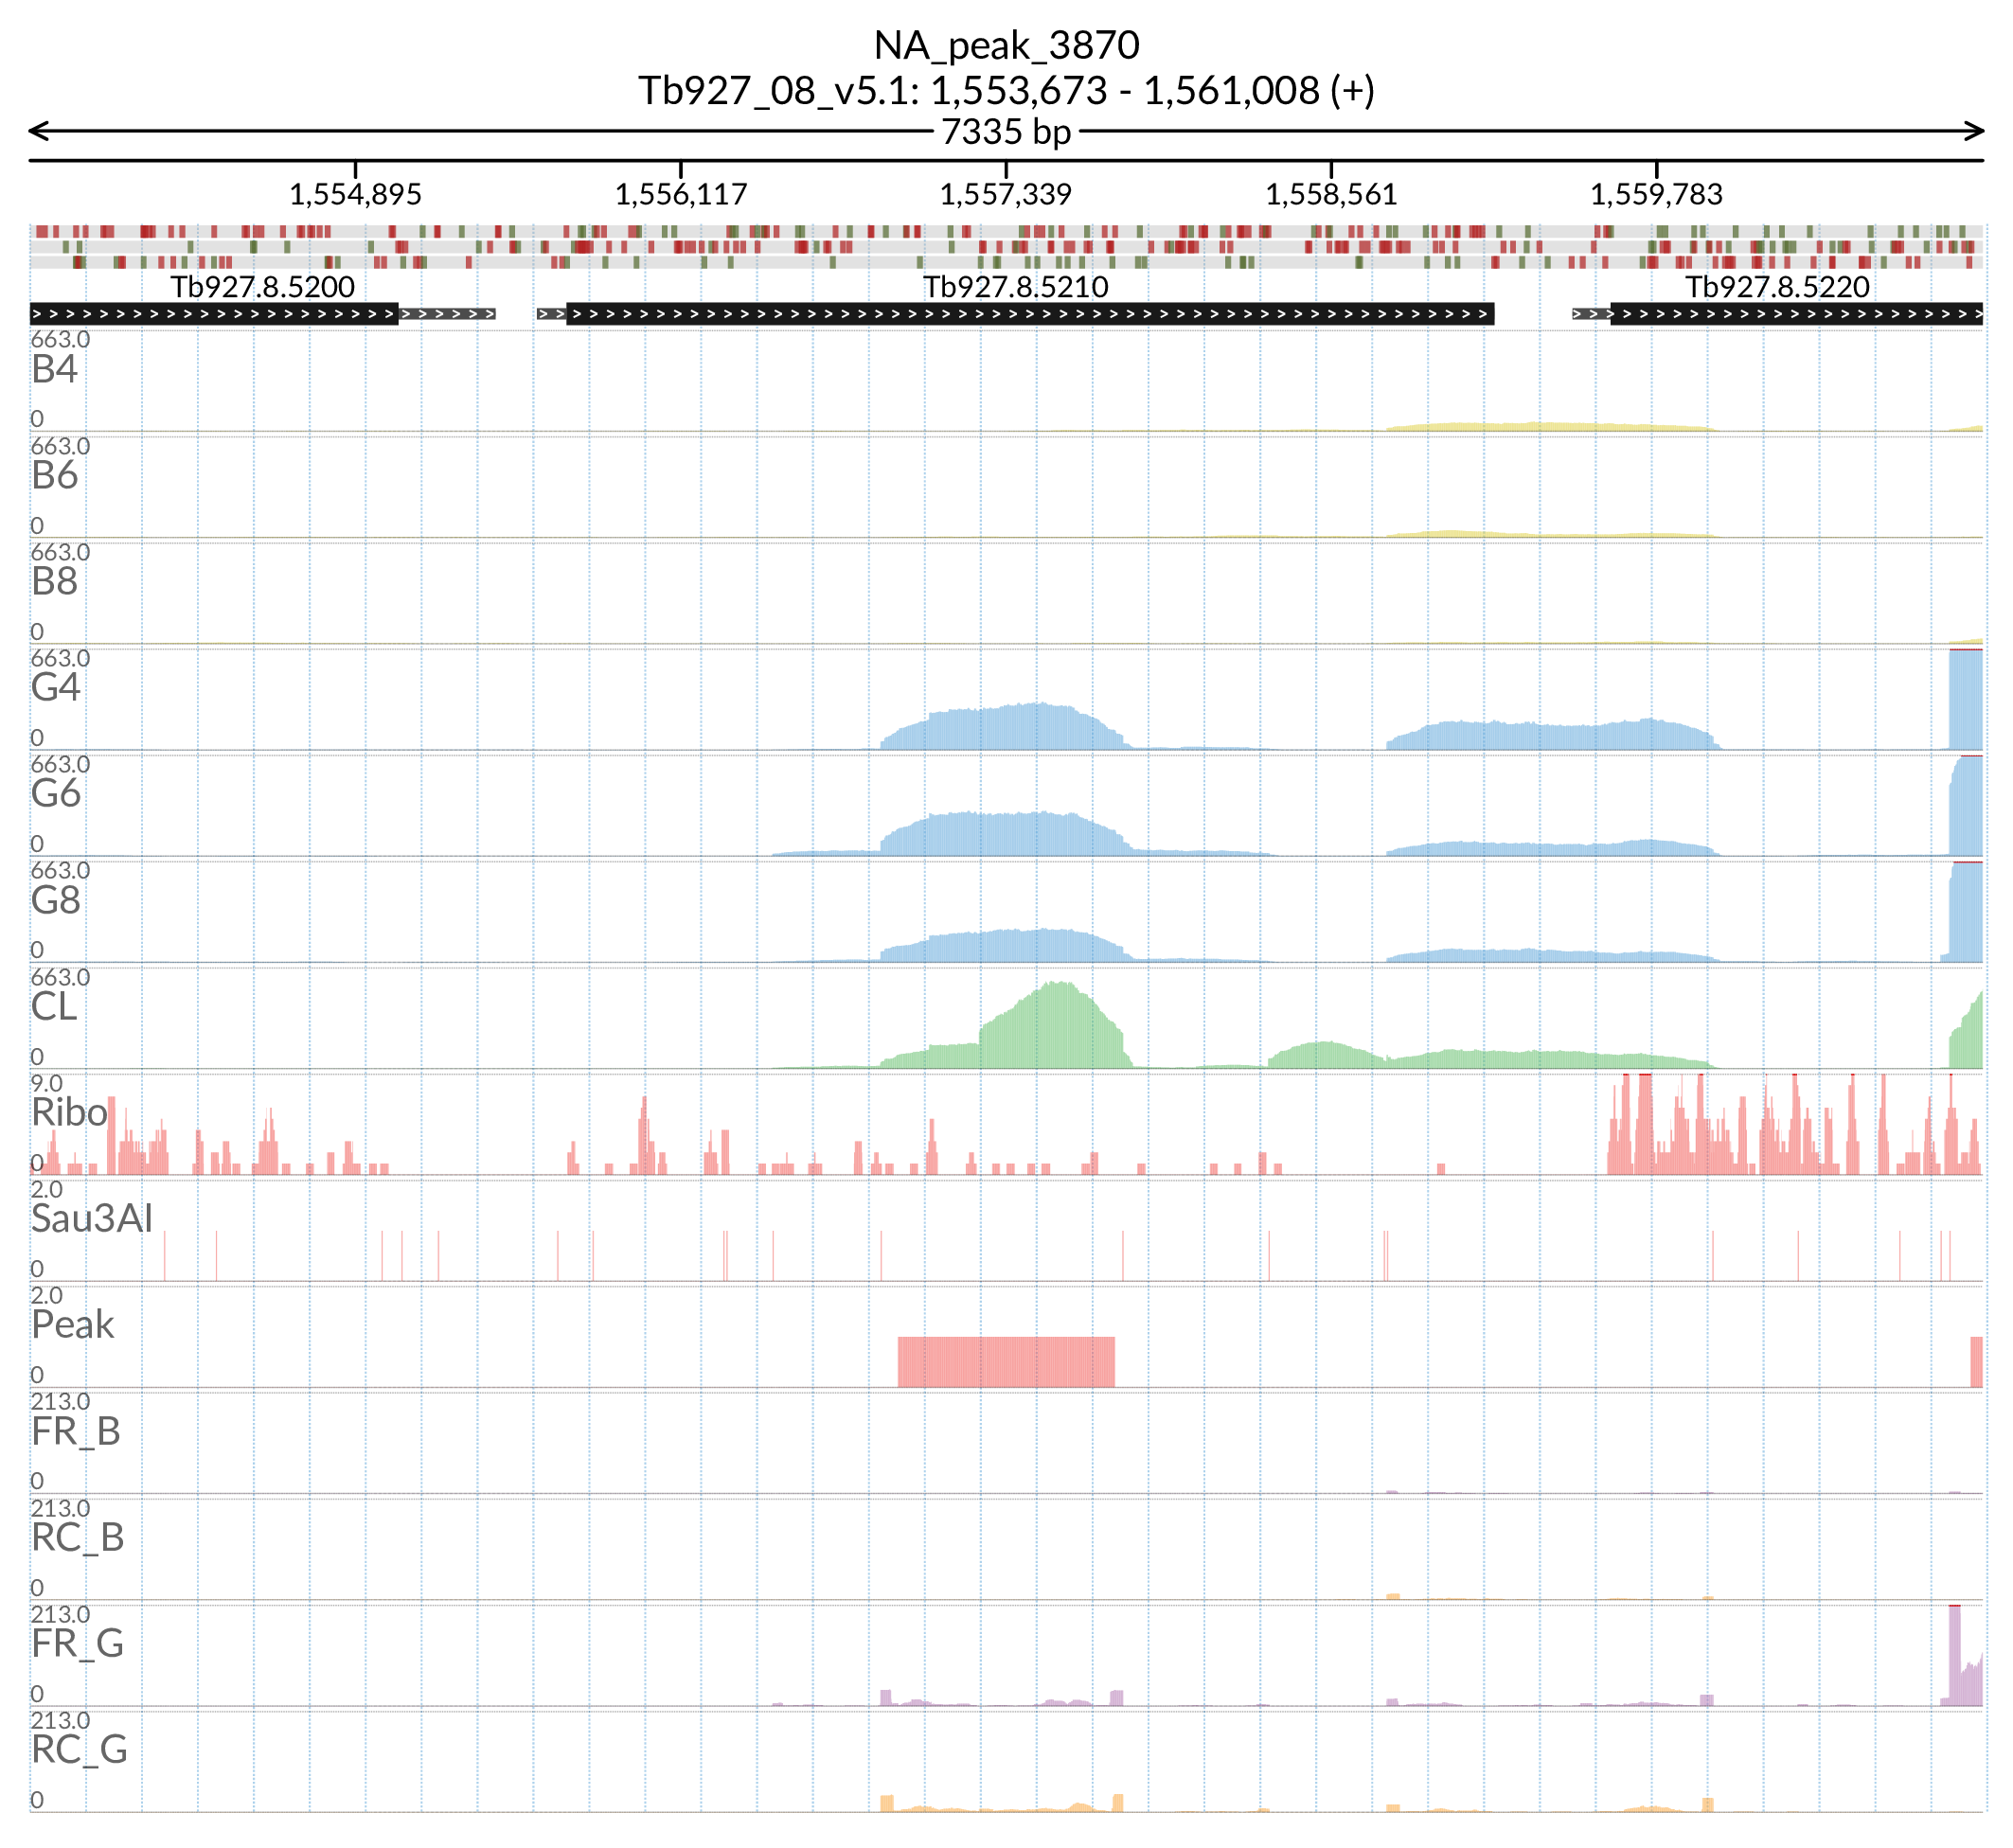 NA_peak_3870
Tb927_08_v5.1: 1,553,673 - 1,561,008 (+)
7335 bp
1,554,895 1,556,117 1,557,339 1,558,561 1,559,783
Tb927.8.5200 Tb927.8.5210 Tb927.8.5220
663.0
B4
0
663.0
B6
0
663.0
B8
0
663.0
G4
0
663.0
G6
0
663.0
G8
0
663.0
CL
0
9.0
Ribo
0
2.0
Sau3AI
0
2.0
Peak
0
213.0
FR_B
0
213.0
RC_B
0
213.0
FR_G
0
213.0
RC_G
0